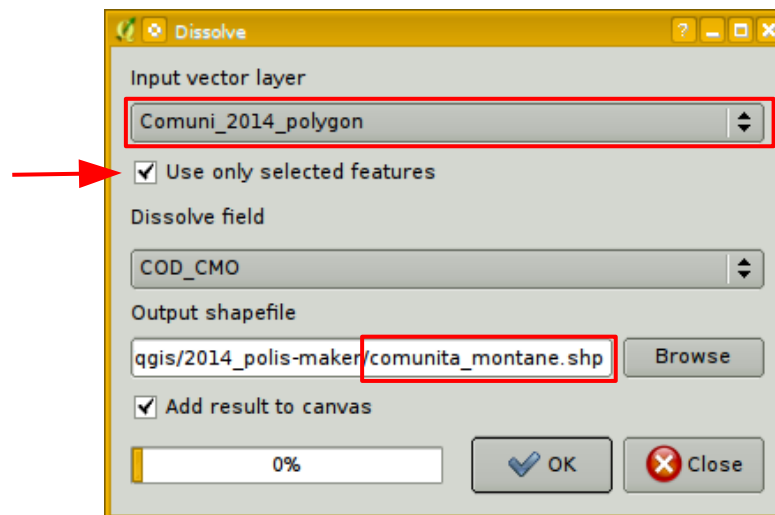 Dissolve
Input vector layer
Comuni_2014_polygon
Use only selected features
Dissolve field
COD_CMO
Output shapefile
qgis/2014_polis-maker/comunita_montane.shp Browse
Add result to canvas
0% OK Close